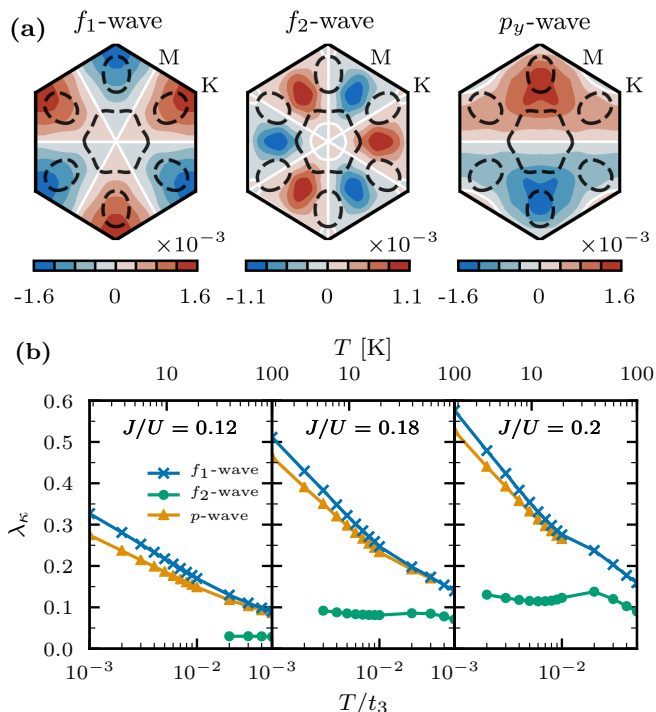 (a)
f₁-wave f₂-wave p_y-wave
M M M
K K K
×10⁻³ ×10⁻³ ×10⁻³
-1.6 0 1.6 -1.1 0 1.1 -1.6 0 1.6
(b)
T [K]
10 100 10 100 10 100
0.6 J/U = 0.12 J/U = 0.18 J/U = 0.2
0.5
f₁-wave
0.4
f₂-wave
p-wave
0.3
λ_κ
0.2
0.1
0.0
10⁻³ 10⁻² 10⁻³ 10⁻² 10⁻³ 10⁻²
T/t₃